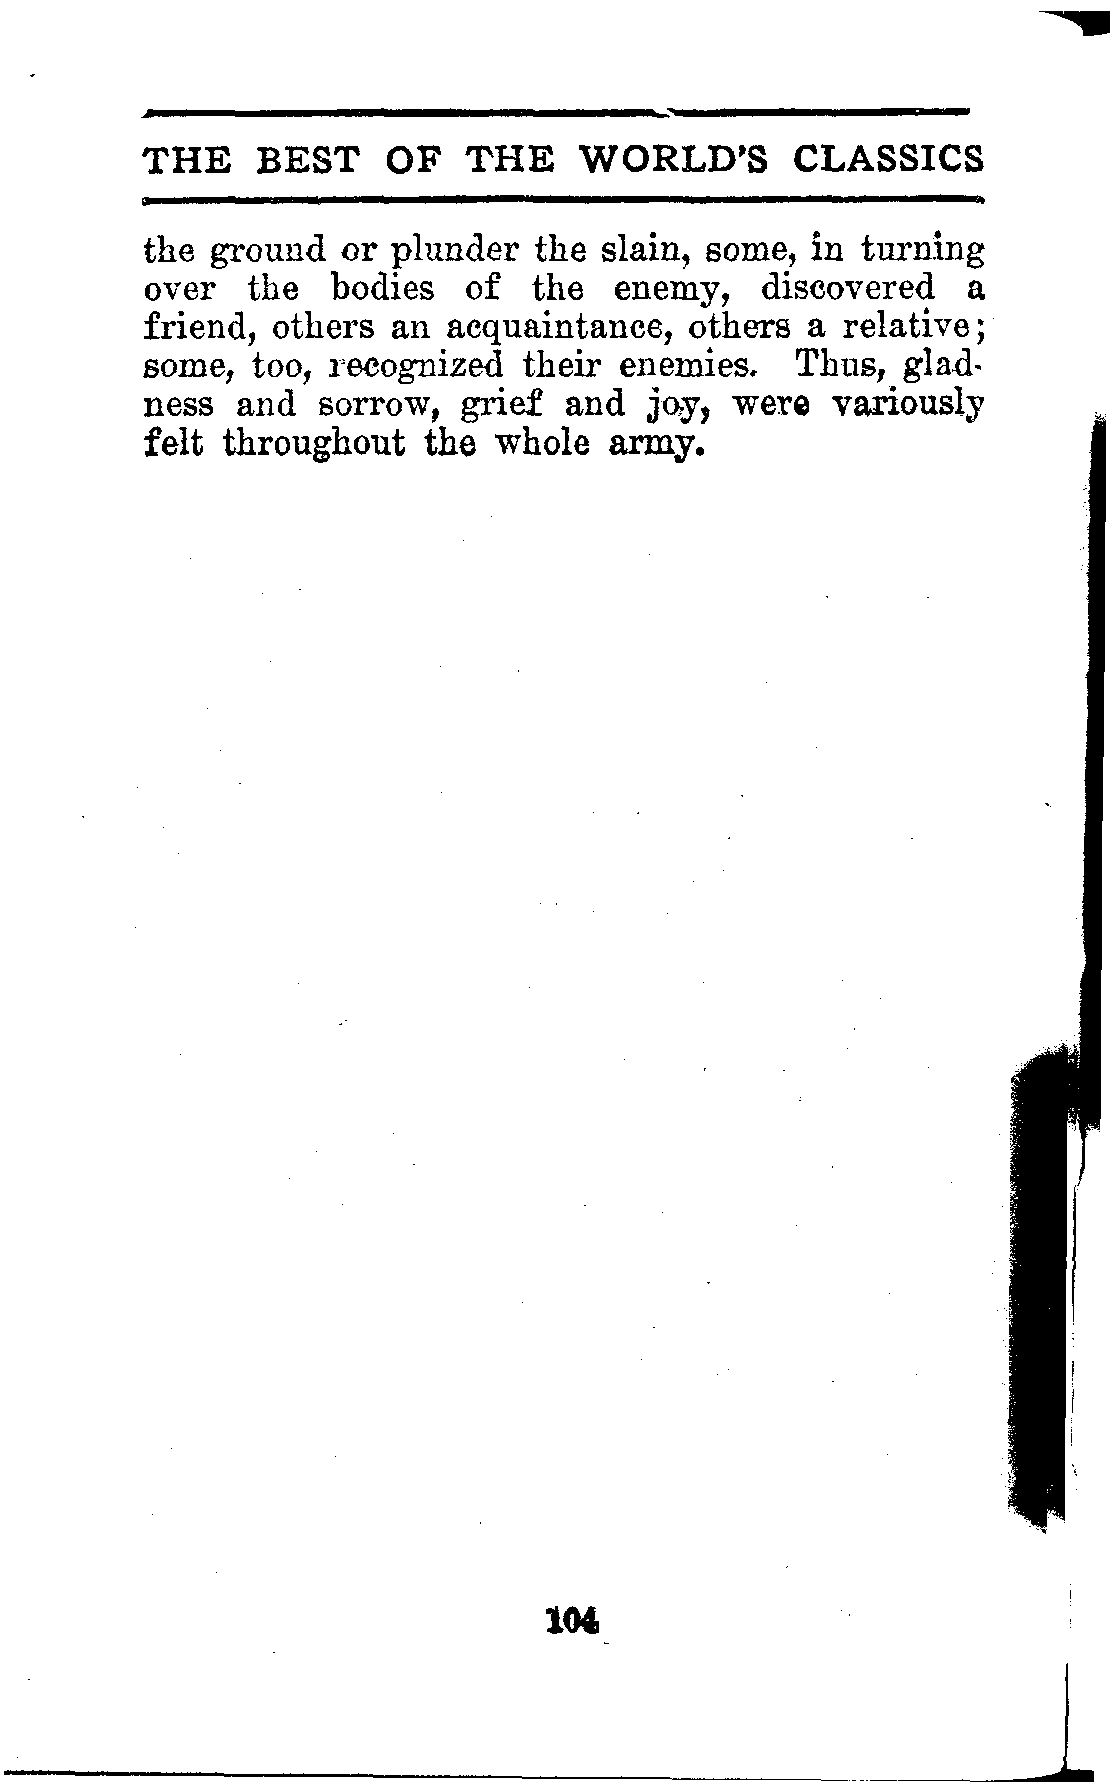 THE BEST OF THE WORLD'S CLASSICS
the ground or plunder the slain, some, in turning
over the bodies of the enemy, discovered a
friend, others an acquaintance, others a relative;
some, too, recognized their enemies. Thus, glad-
ness and sorrow, grief and joy, were variously
felt throughout the whole army.
104